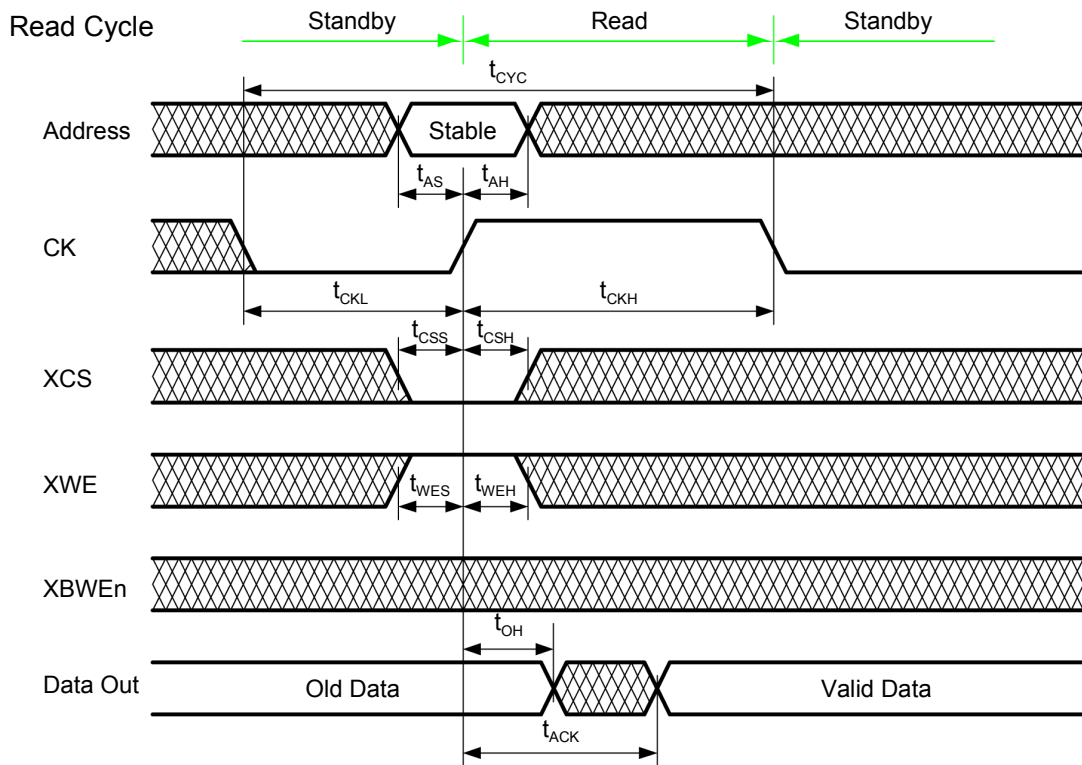 Read Cycle
Standby Read Standby
tCYC
Address Stable
tAS tAH
CK
tCKL tCKH
tCSS tCSH
XCS
XWE
tWES tWEH
XBWEn
tOH
Data Out Old Data Valid Data
tACK